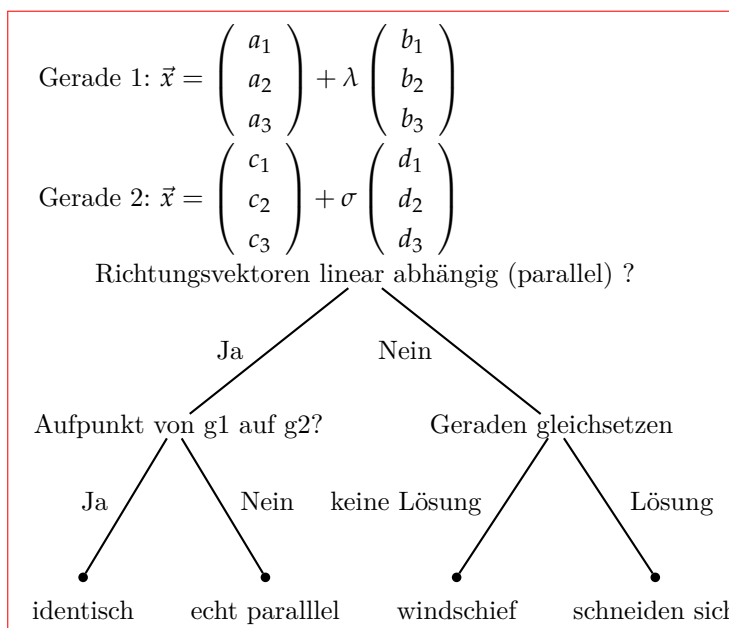 Gerade 1: x⃗ = ( a1 a2 a3 ) + λ ( b1 b2 b3 )
Gerade 2: x⃗ = ( c1 c2 c3 ) + σ ( d1 d2 d3 )
Richtungsvektoren linear abhängig (parallel) ?
Ja Nein
Aufpunkt von g1 auf g2? Geraden gleichsetzen
Ja Nein keine Lösung Lösung
identisch echt paralllel windschief schneiden sich